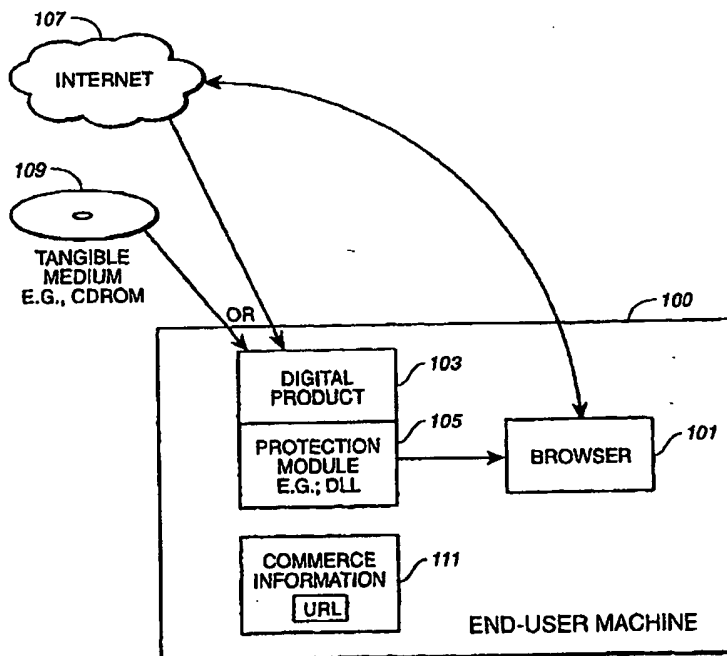 107
INTERNET
109
TANGIBLE
MEDIUM
E.G., CDROM
OR
100
DIGITAL
PRODUCT
103
PROTECTION
MODULE
E.G.; DLL
105
BROWSER
101
COMMERCE
INFORMATION
URL
111
END-USER MACHINE